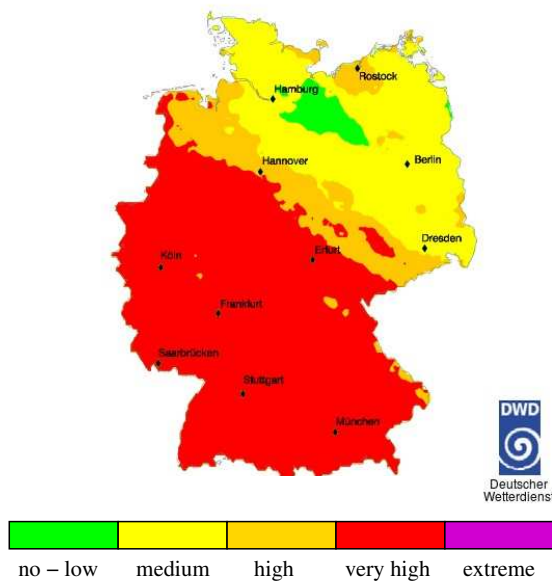 Rostock
Hamburg
Hannover
Berlin
Dresden
Erfurt
Köln
Frankfurt
Saarbrücken
Stuttgart
München
DWD
Deutscher
Wetterdienst
no – low medium high very high extreme